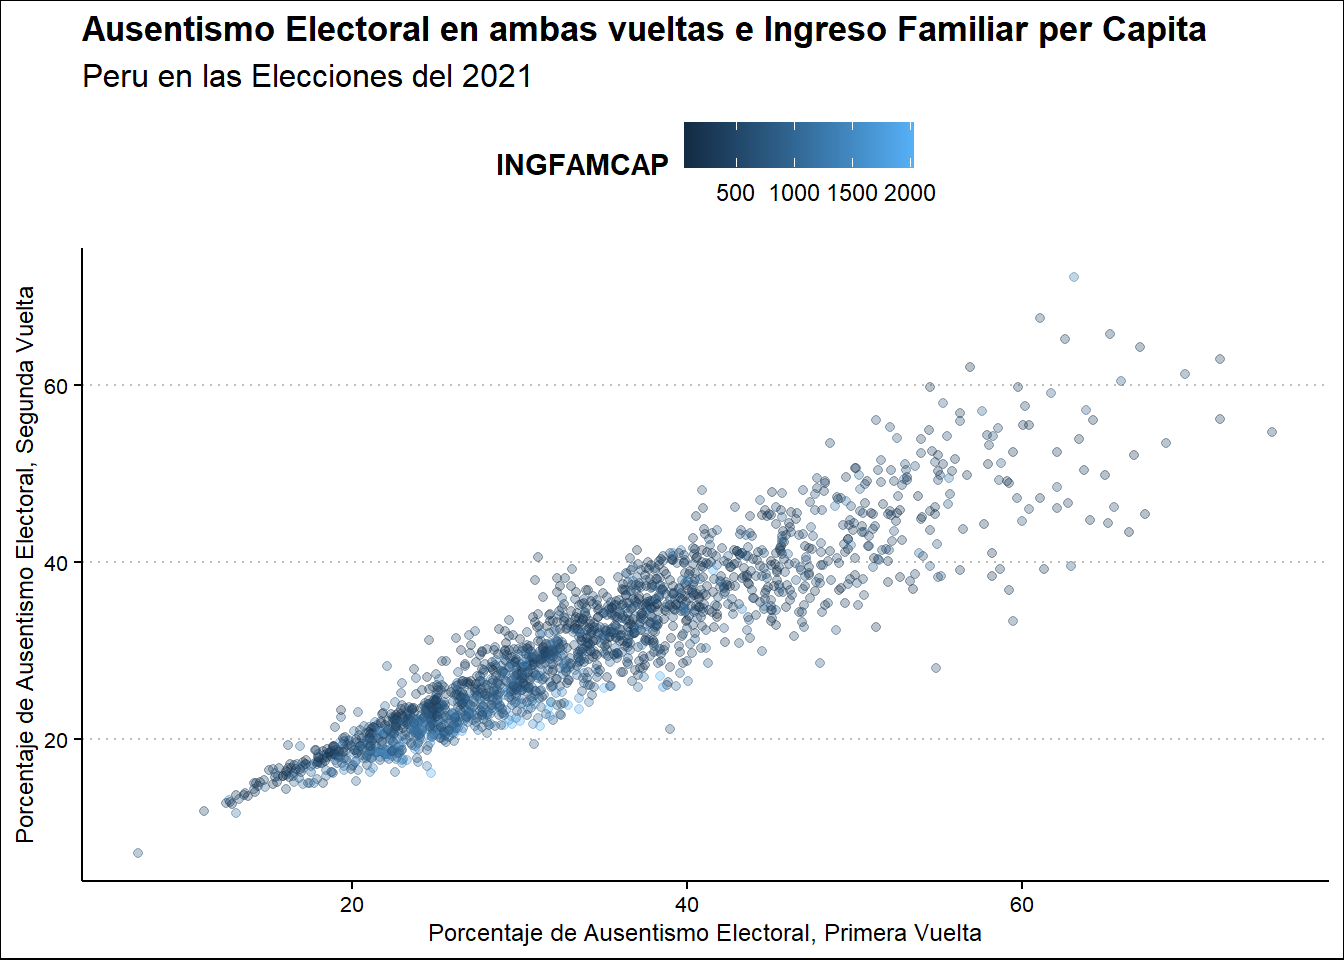 Ausentismo Electoral en ambas vueltas e Ingreso Familiar per Capita
Peru en las Elecciones del 2021
INGFAMCAP
500 1000 1500 2000
Porcentaje de Ausentismo Electoral, Segunda Vuelta
60
40
20
20 40 60
Porcentaje de Ausentismo Electoral, Primera Vuelta